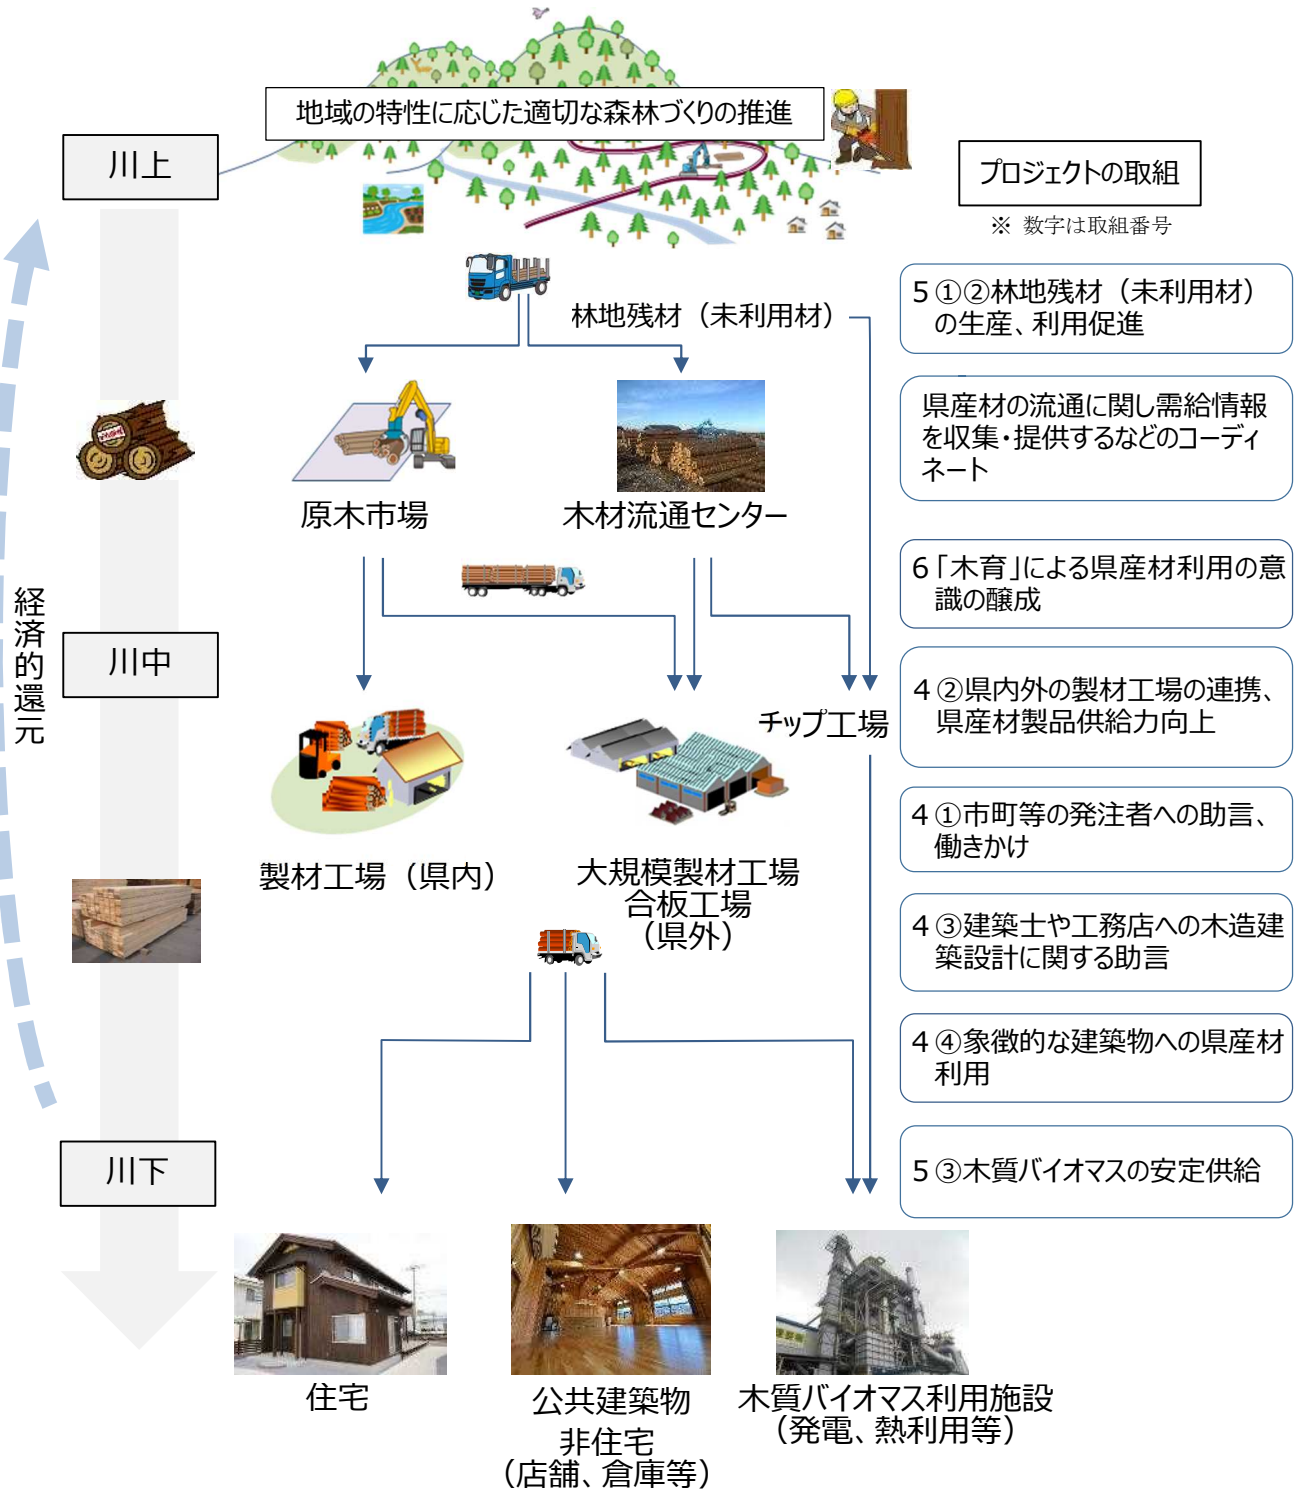 地域の特性に応じた適切な森林づくりの推進
川上
プロジェクトの取組
※ 数字は取組番号
林地残材（未利用材）
5①②林地残材（未利用材）
の生産、利用促進
県産材の流通に関し需給情報
を収集・提供するなどのコーディ
ネート
原木市場
木材流通センター
6「木育」による県産材利用の意
識の醸成
経済的還元
川中
4②県内外の製材工場の連携、
県産材製品供給力向上
チップ工場
4①市町等の発注者への助言、
働きかけ
製材工場（県内）
大規模製材工場
合板工場
（県外）
4③建築士や工務店への木造建
築設計に関する助言
4④象徴的な建築物への県産材
利用
川下
5③木質バイオマスの安定供給
住宅
公共建築物
非住宅
（店舗、倉庫等）
木質バイオマス利用施設
（発電、熱利用等）